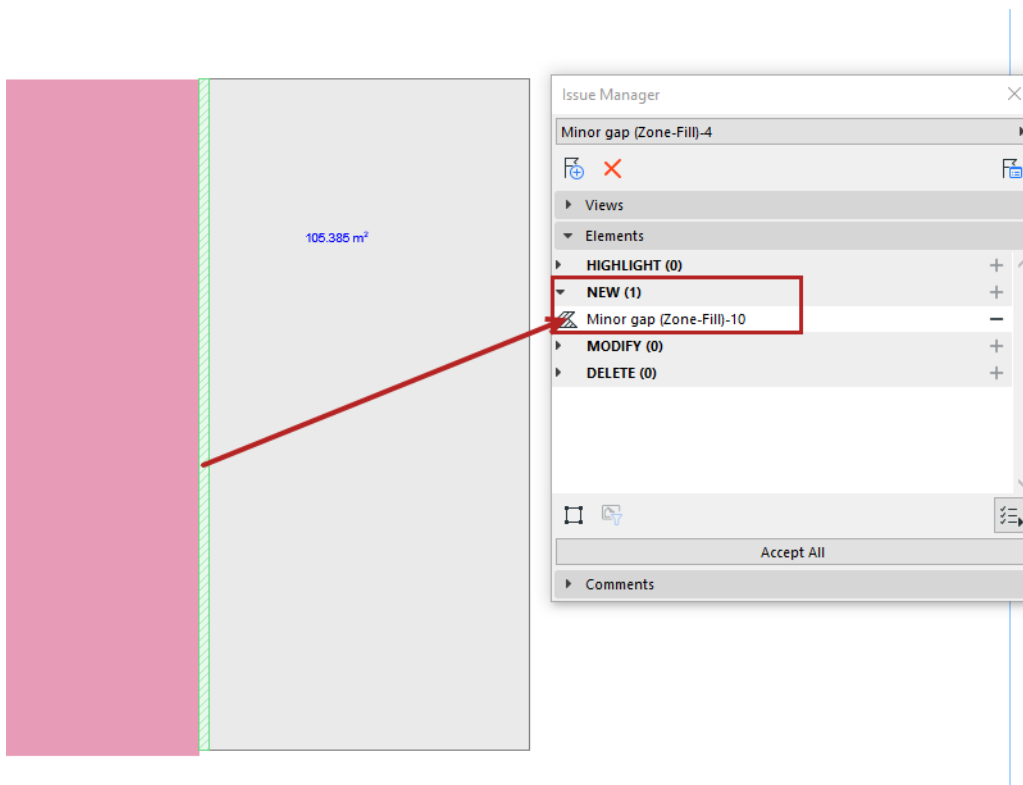 Issue Manager
Minor gap (Zone-Fill)-4
Views
Elements
105.385 m²
HIGHLIGHT (0)
NEW (1)
Minor gap (Zone-Fill)-10
MODIFY (0)
DELETE (0)
Accept All
Comments